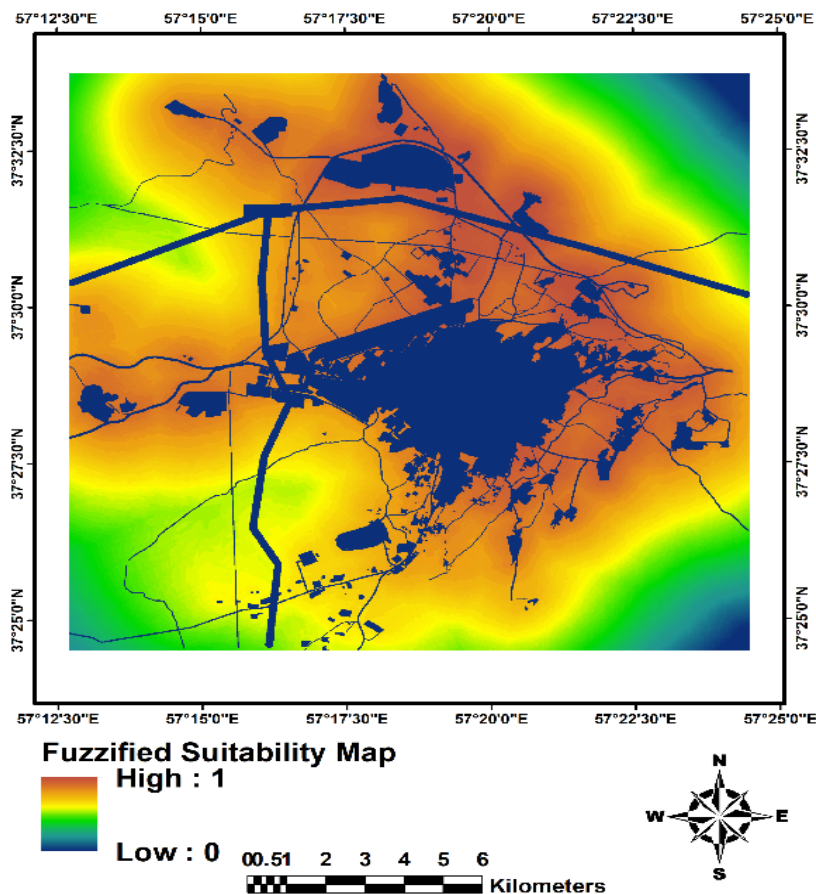 57°12'30"E 57°15'0"E 57°17'30"E 57°20'0"E 57°22'30"E 57°25'0"E
37°32'30"N 37°32'30"N
37°30'0"N 37°30'0"N
37°27'30"N 37°27'30"N
37°25'0"N 37°25'0"N
57°12'30"E 57°15'0"E 57°17'30"E 57°20'0"E 57°22'30"E 57°25'0"E
Fuzzified Suitability Map
High : 1
Low : 0
N
W E
S
00.51 2 3 4 5 6
Kilometers